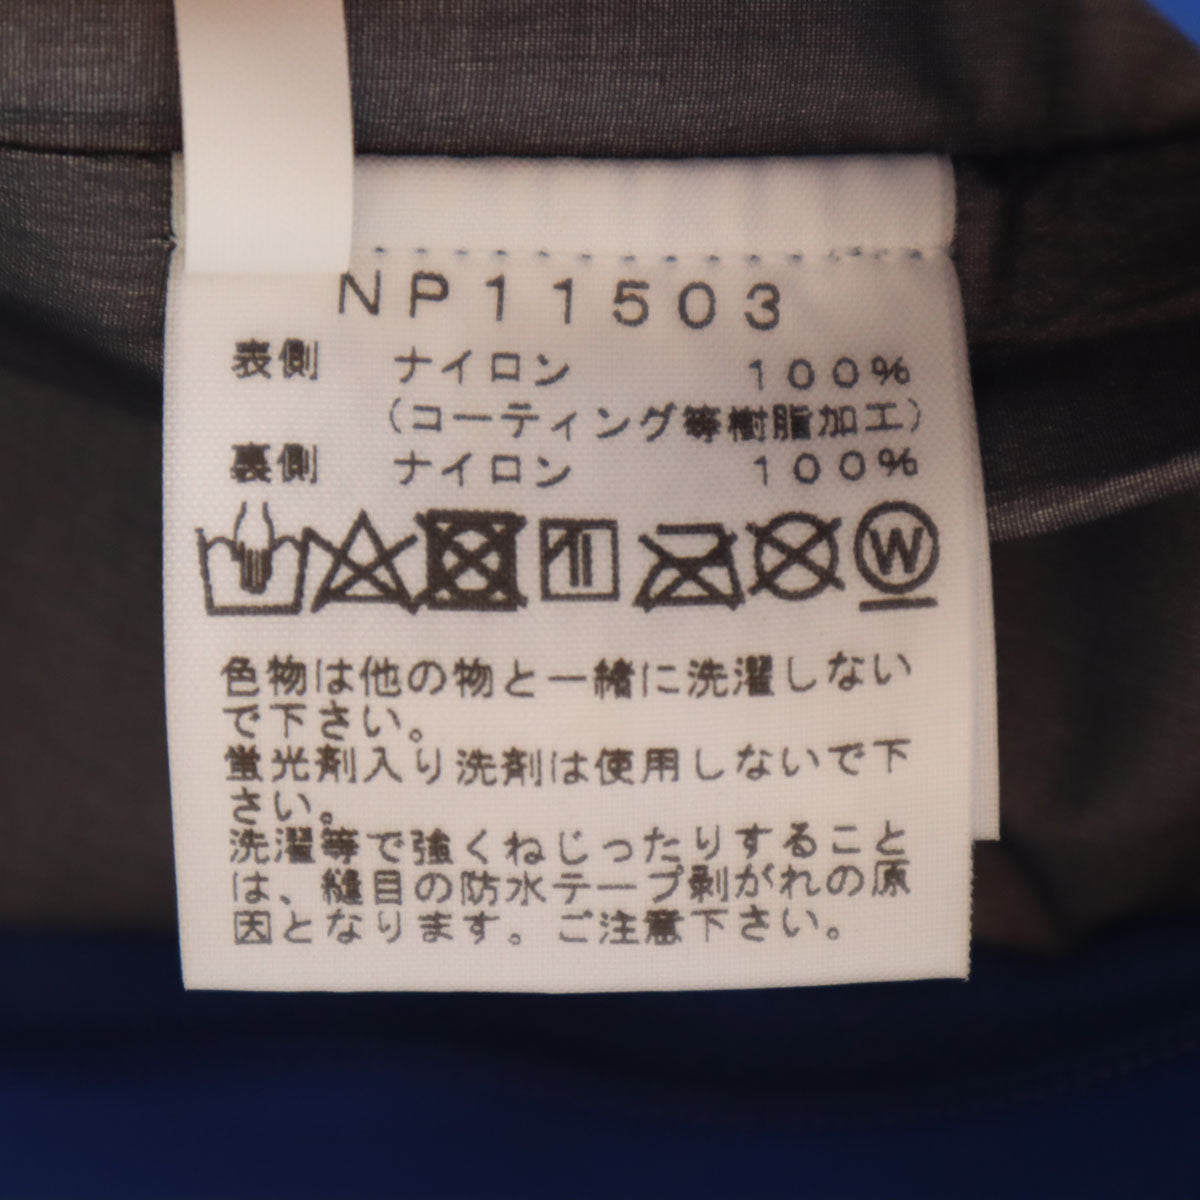 NP11503
表側 ナイロン 100%
(コーティング等樹脂加工)
裏側 ナイロン 100%
W
色物は他の物と一緒に洗濯しない
で下さい。
蛍光剤入り洗剤は使用しないで下
さい。
洗濯等で強くねじったりすること
は、縫目の防水テープ剥がれの原
因となります。ご注意下さい。